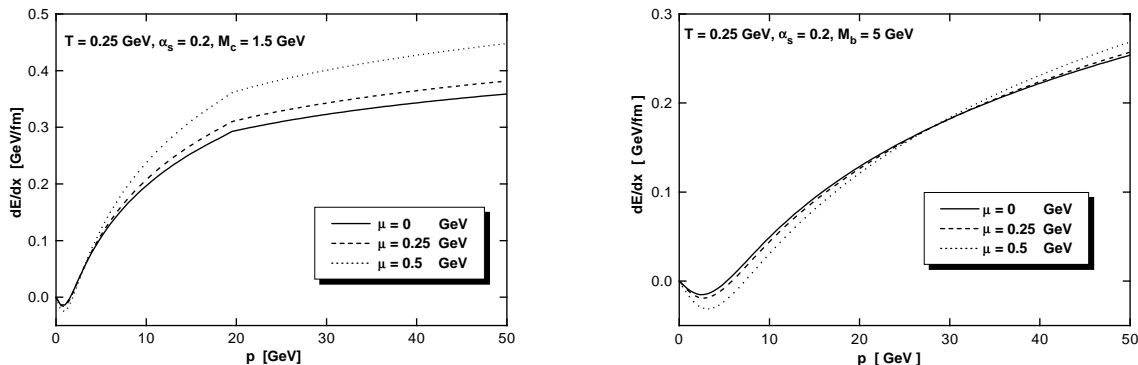 T = 0.25 GeV, αs = 0.2, Mc = 1.5 GeV
dE/dx [GeV/fm]
0.5
0.4
0.3
0.2
0.1
0.0
μ = 0 GeV
μ = 0.25 GeV
μ = 0.5 GeV
0 10 20 30 40 50
p [GeV]
T = 0.25 GeV, αs = 0.2, Mb = 5 GeV
dE/dx [ GeV/fm]
0.3
0.2
0.1
0.0
μ = 0 GeV
μ = 0.25 GeV
μ = 0.5 GeV
0 10 20 30 40 50
p [ GeV ]